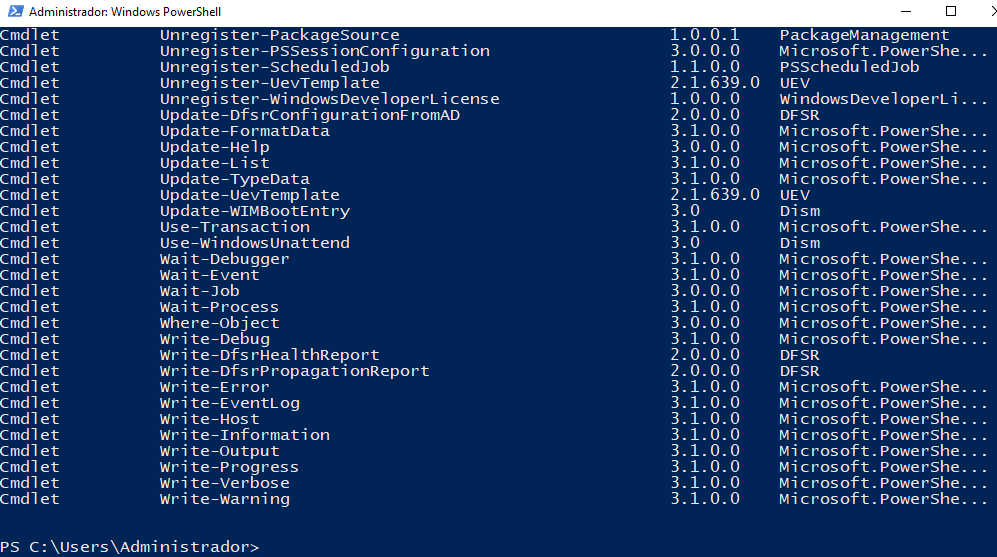 Administrador: Windows PowerShell
Cmdlet Unregister-PackageSource 1.0.0.1 PackageManagement
Cmdlet Unregister-PSSessionConfiguration 3.0.0.0 Microsoft.PowerShe...
Cmdlet Unregister-ScheduledJob 1.1.0.0 PSScheduledJob
Cmdlet Unregister-UevTemplate 2.1.639.0 UEV
Cmdlet Unregister-WindowsDeveloperLicense 1.0.0.0 WindowsDeveloperLi...
Cmdlet Update-DfsrConfigurationFromAD 2.0.0.0 DFSR
Cmdlet Update-FormatData 3.1.0.0 Microsoft.PowerShe...
Cmdlet Update-Help 3.0.0.0 Microsoft.PowerShe...
Cmdlet Update-List 3.1.0.0 Microsoft.PowerShe...
Cmdlet Update-TypeData 3.1.0.0 Microsoft.PowerShe...
Cmdlet Update-UevTemplate 2.1.639.0 UEV
Cmdlet Update-WIMBootEntry 3.0 Dism
Cmdlet Use-Transaction 3.1.0.0 Microsoft.PowerShe...
Cmdlet Use-WindowsUnattend 3.0 Dism
Cmdlet Wait-Debugger 3.1.0.0 Microsoft.PowerShe...
Cmdlet Wait-Event 3.1.0.0 Microsoft.PowerShe...
Cmdlet Wait-Job 3.0.0.0 Microsoft.PowerShe...
Cmdlet Wait-Process 3.1.0.0 Microsoft.PowerShe...
Cmdlet Where-Object 3.0.0.0 Microsoft.PowerShe...
Cmdlet Write-Debug 3.1.0.0 Microsoft.PowerShe...
Cmdlet Write-DfsrHealthReport 2.0.0.0 DFSR
Cmdlet Write-DfsrPropagationReport 2.0.0.0 DFSR
Cmdlet Write-Error 3.1.0.0 Microsoft.PowerShe...
Cmdlet Write-EventLog 3.1.0.0 Microsoft.PowerShe...
Cmdlet Write-Host 3.1.0.0 Microsoft.PowerShe...
Cmdlet Write-Information 3.1.0.0 Microsoft.PowerShe...
Cmdlet Write-Output 3.1.0.0 Microsoft.PowerShe...
Cmdlet Write-Progress 3.1.0.0 Microsoft.PowerShe...
Cmdlet Write-Verbose 3.1.0.0 Microsoft.PowerShe...
Cmdlet Write-Warning 3.1.0.0 Microsoft.PowerShe...
PS C:\Users\Administrador>